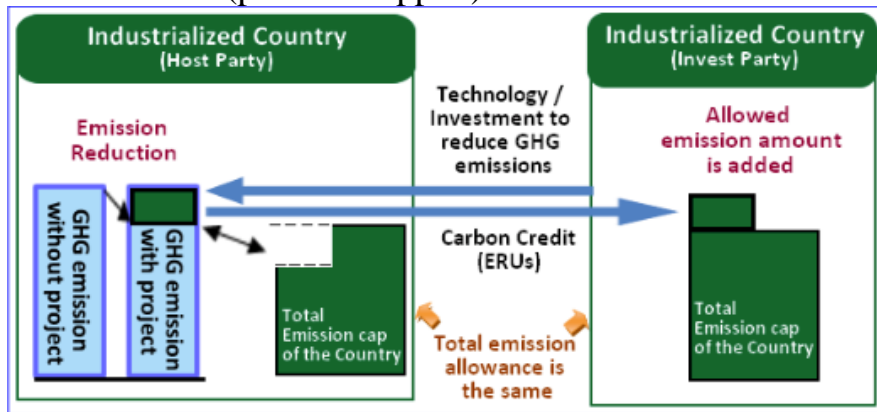 Industrialized Country
(Host Party)
Emission
Reduction
GHG emission
without project
GHG emission
with project
Total
Emission cap
of the Country
Technology /
Investment to
reduce GHG
emissions
Carbon Credit
(ERUs)
Total emission
allowance is
the same
Industrialized Country
(Invest Party)
Allowed
emission amount
is added
Total
Emission cap
of the Country